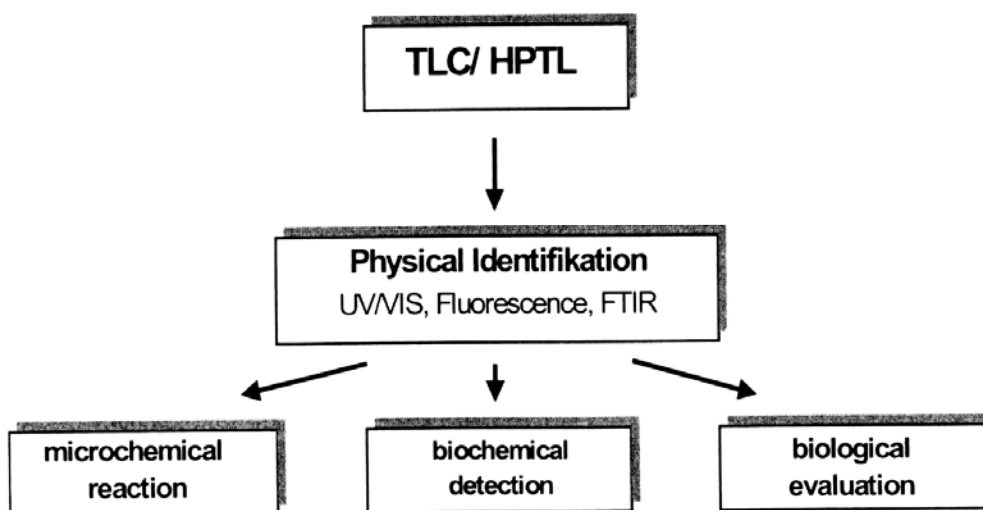 TLC/ HPTL
Physical Identifikation
UV/VIS, Fluorescence, FTIR
microchemical
reaction
biochemical
detection
biological
evaluation